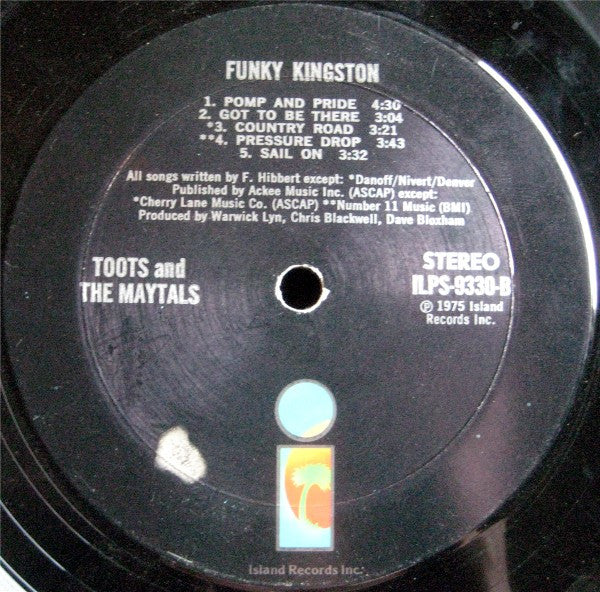 FUNKY KINGSTON
1. POMP AND PRIDE 4:30
2. GOT TO BE THERE 3:04
*3. COUNTRY ROAD 3:21
**4. PRESSURE DROP 3:43
5. SAIL ON 3:32
All songs written by F. Hibbert except: *Danoff/Nivert/Denver
Published by Ackee Music Inc. (ASCAP) except:
*Cherry Lane Music Co. (ASCAP) **Number 11 Music (BMI)
Produced by Warwick Lyn, Chris Blackwell, Dave Bloxham
TOOTS and
THE MAYTALS
STEREO
ILPS-9330-B
℗ 1975 Island
Records Inc.
Island Records Inc.